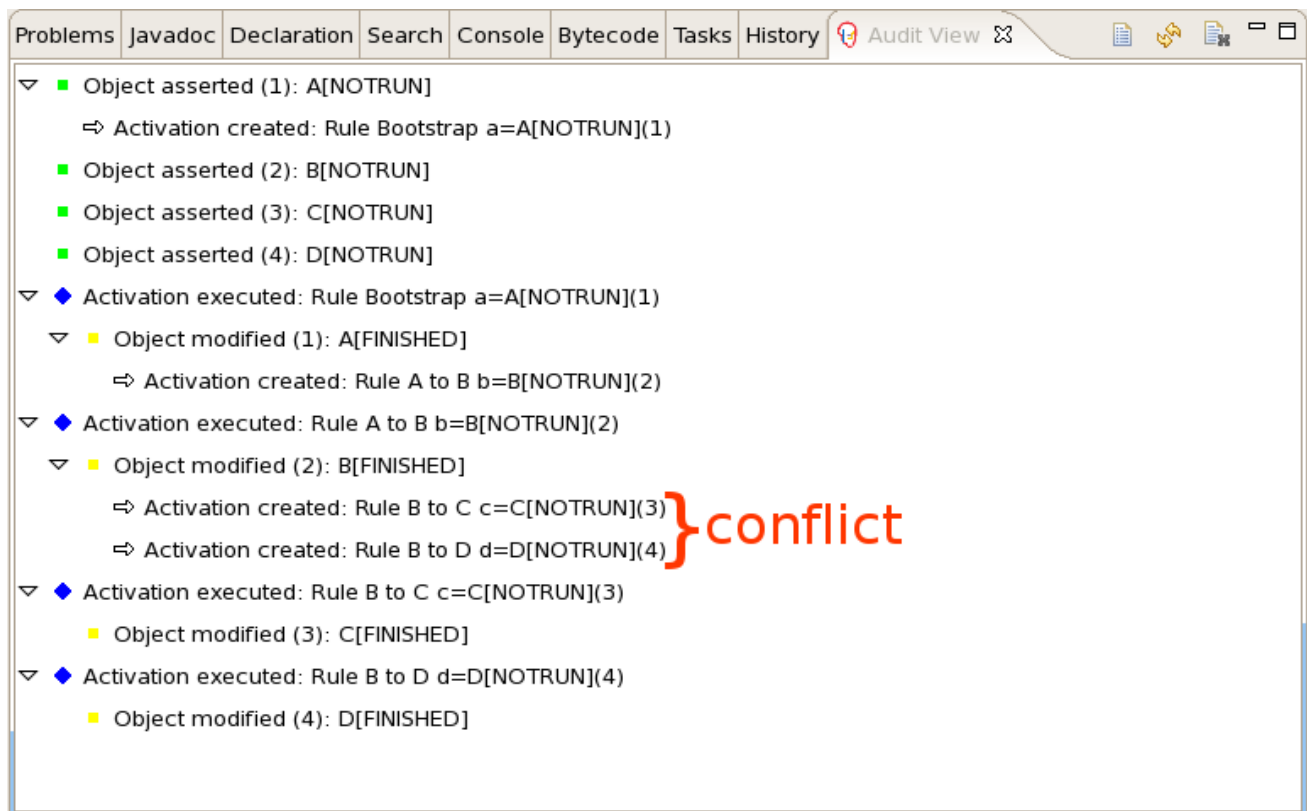 Problems Javadoc Declaration Search Console Bytecode Tasks History Audit View
Object asserted (1): A[NOTRUN]
Activation created: Rule Bootstrap a=A[NOTRUN](1)
Object asserted (2): B[NOTRUN]
Object asserted (3): C[NOTRUN]
Object asserted (4): D[NOTRUN]
Activation executed: Rule Bootstrap a=A[NOTRUN](1)
Object modified (1): A[FINISHED]
Activation created: Rule A to B b=B[NOTRUN](2)
Activation executed: Rule A to B b=B[NOTRUN](2)
Object modified (2): B[FINISHED]
Activation created: Rule B to C c=C[NOTRUN](3)
Activation created: Rule B to D d=D[NOTRUN](4)
conflict
Activation executed: Rule B to C c=C[NOTRUN](3)
Object modified (3): C[FINISHED]
Activation executed: Rule B to D d=D[NOTRUN](4)
Object modified (4): D[FINISHED]